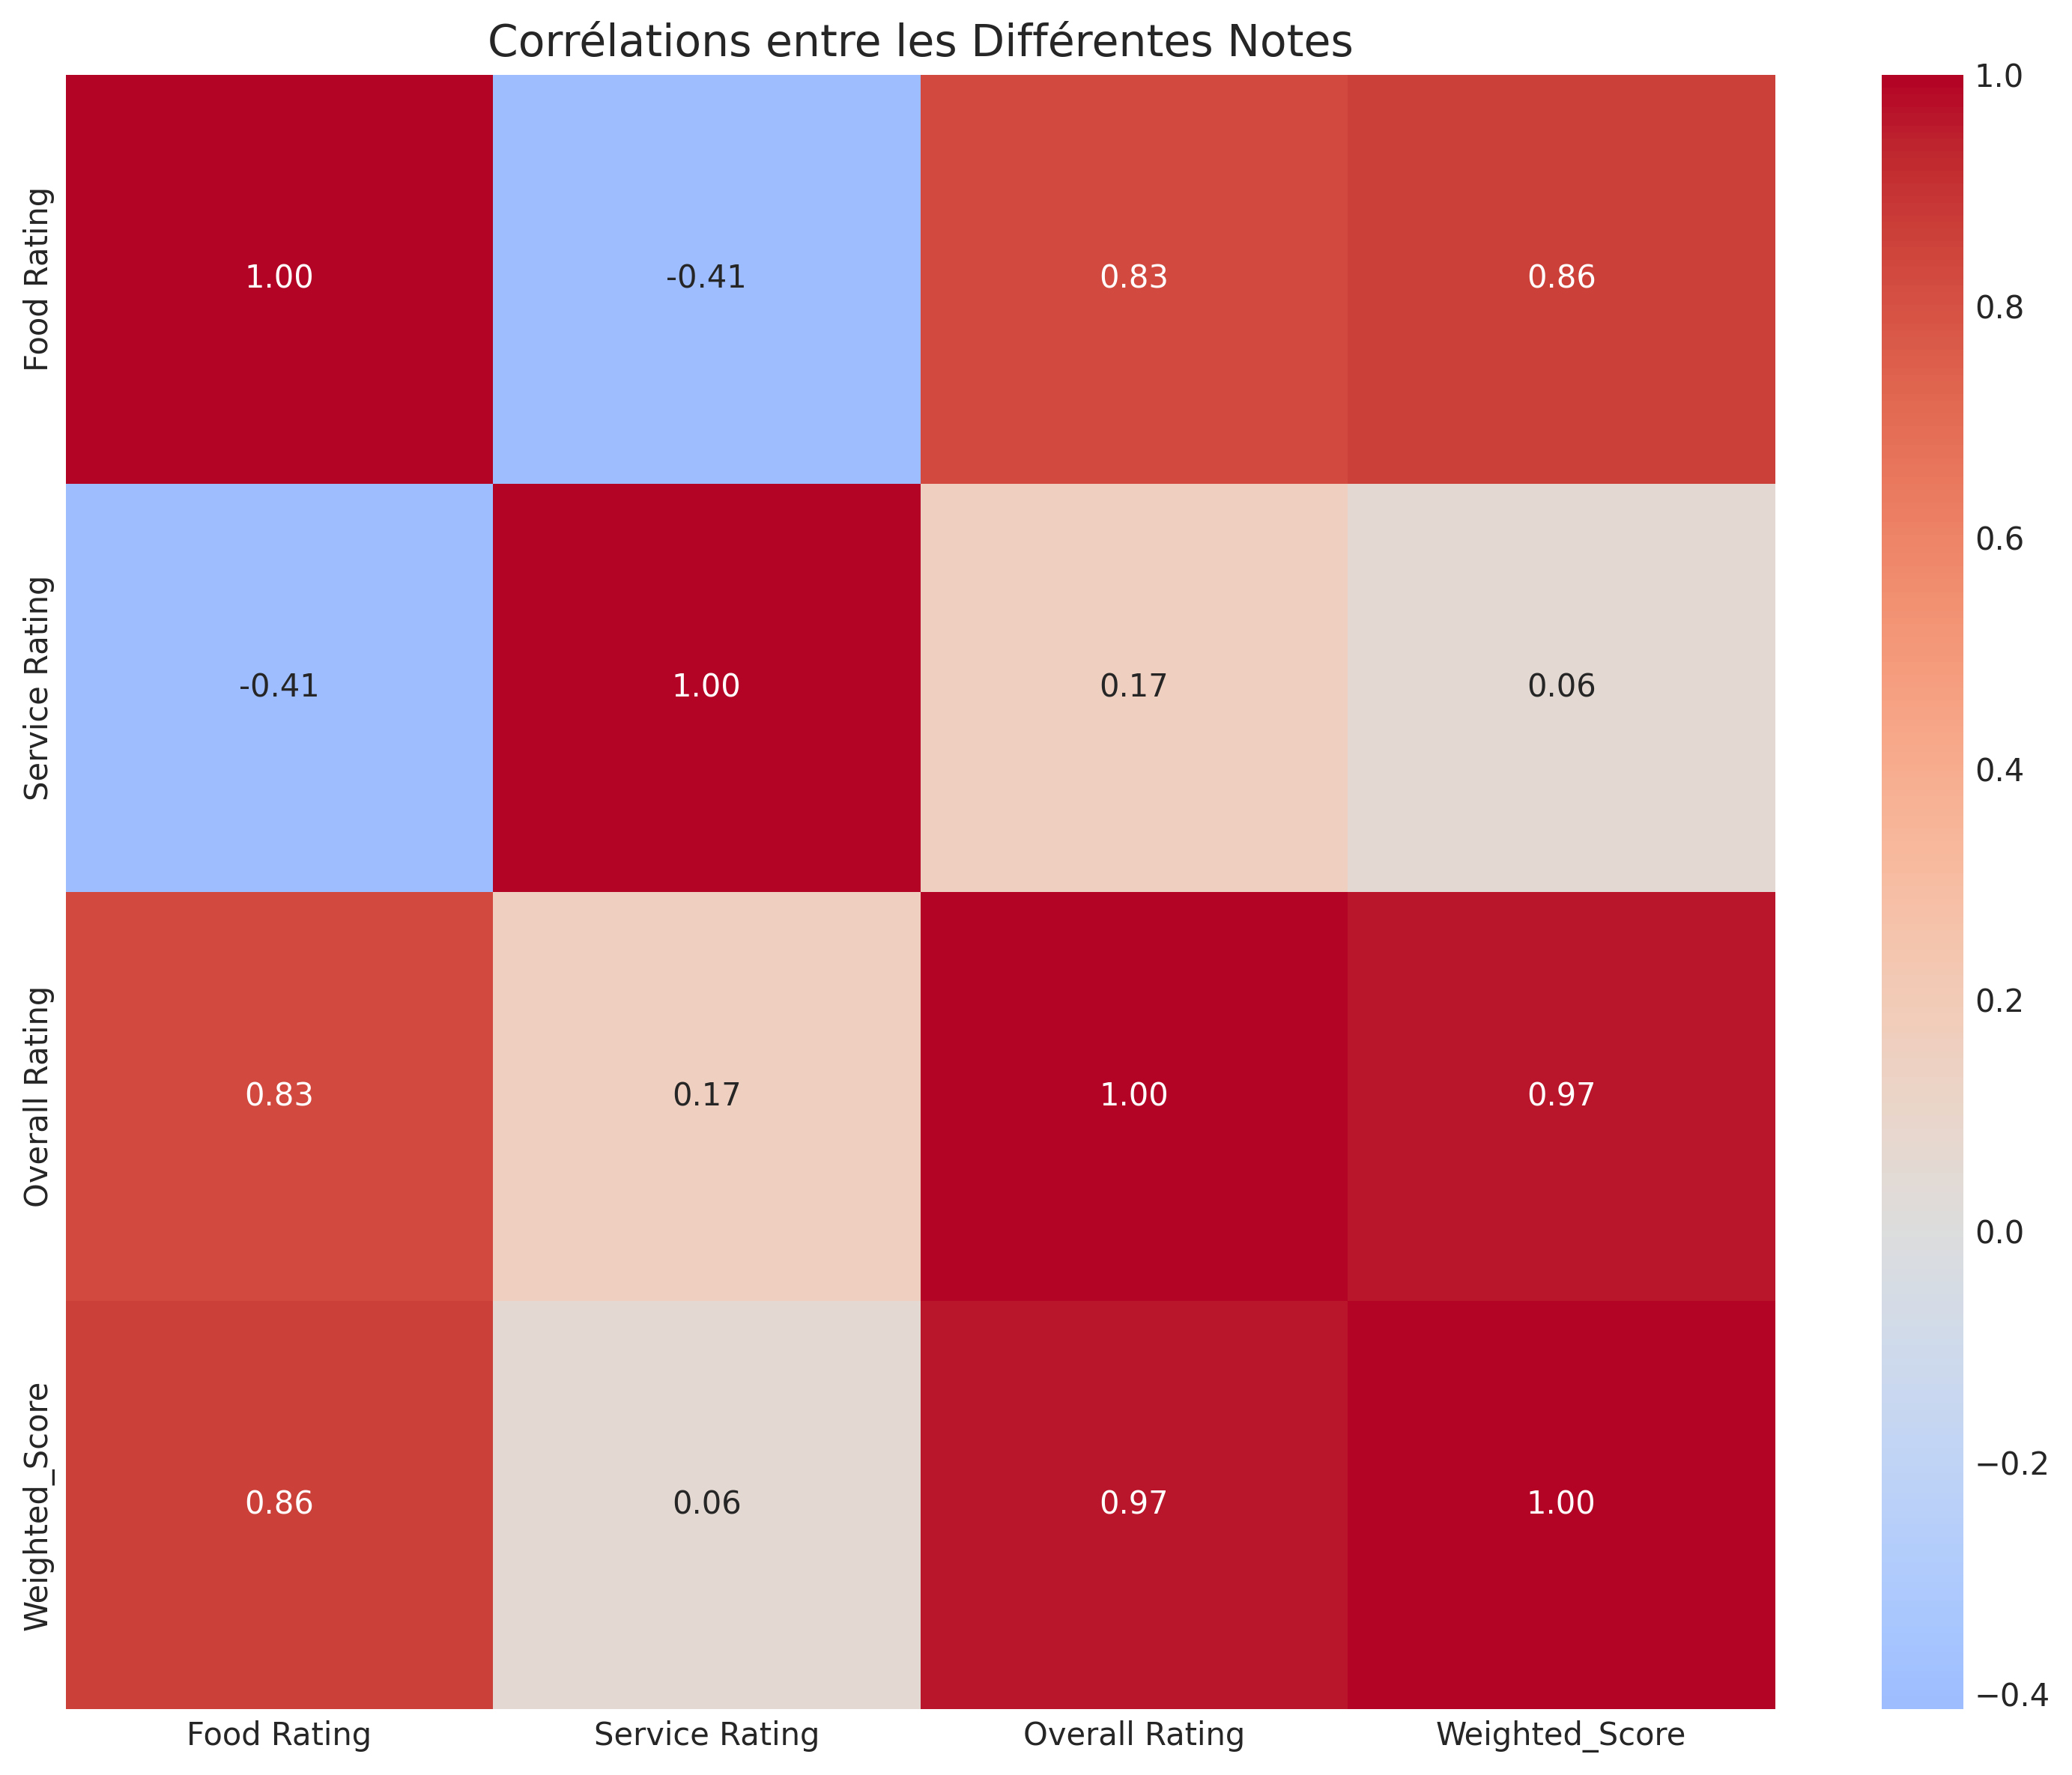 Corrélations entre les Différentes Notes
Food Rating
1.00
-0.41
0.83
0.86
Service Rating
-0.41
1.00
0.17
0.06
Overall Rating
0.83
0.17
1.00
0.97
Weighted_Score
0.86
0.06
0.97
1.00
Food Rating
Service Rating
Overall Rating
Weighted_Score
1.0
0.8
0.6
0.4
0.2
0.0
−0.2
−0.4